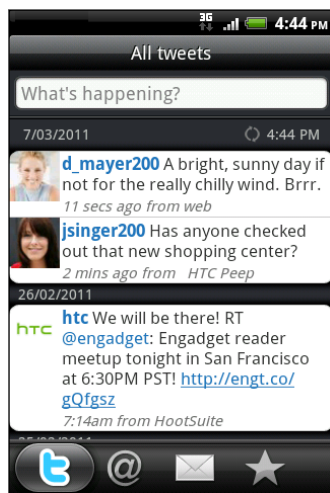 3G 4:44 PM
All tweets
What's happening?
7/03/2011 4:44 PM
d_mayer200 A bright, sunny day if
not for the really chilly wind. Brrr.
11 secs ago from web
jsinger200 Has anyone checked
out that new shopping center?
2 mins ago from HTC Peep
26/02/2011
htc
htc We will be there! RT
@engadget: Engadget reader
meetup tonight in San Francisco
at 6:30PM PST! http://engt.co/
gQfgsz
7:14am from HootSuite
t @